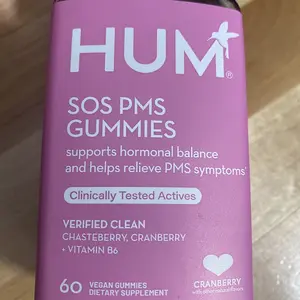 HUM®
SOS PMS
GUMMIES
supports hormonal balance
and helps relieve PMS symptoms*
Clinically Tested Actives
VERIFIED CLEAN
CHASTEBERRY, CRANBERRY
+ VITAMIN B6
60 VEGAN GUMMIES
DIETARY SUPPLEMENT
CRANBERRY